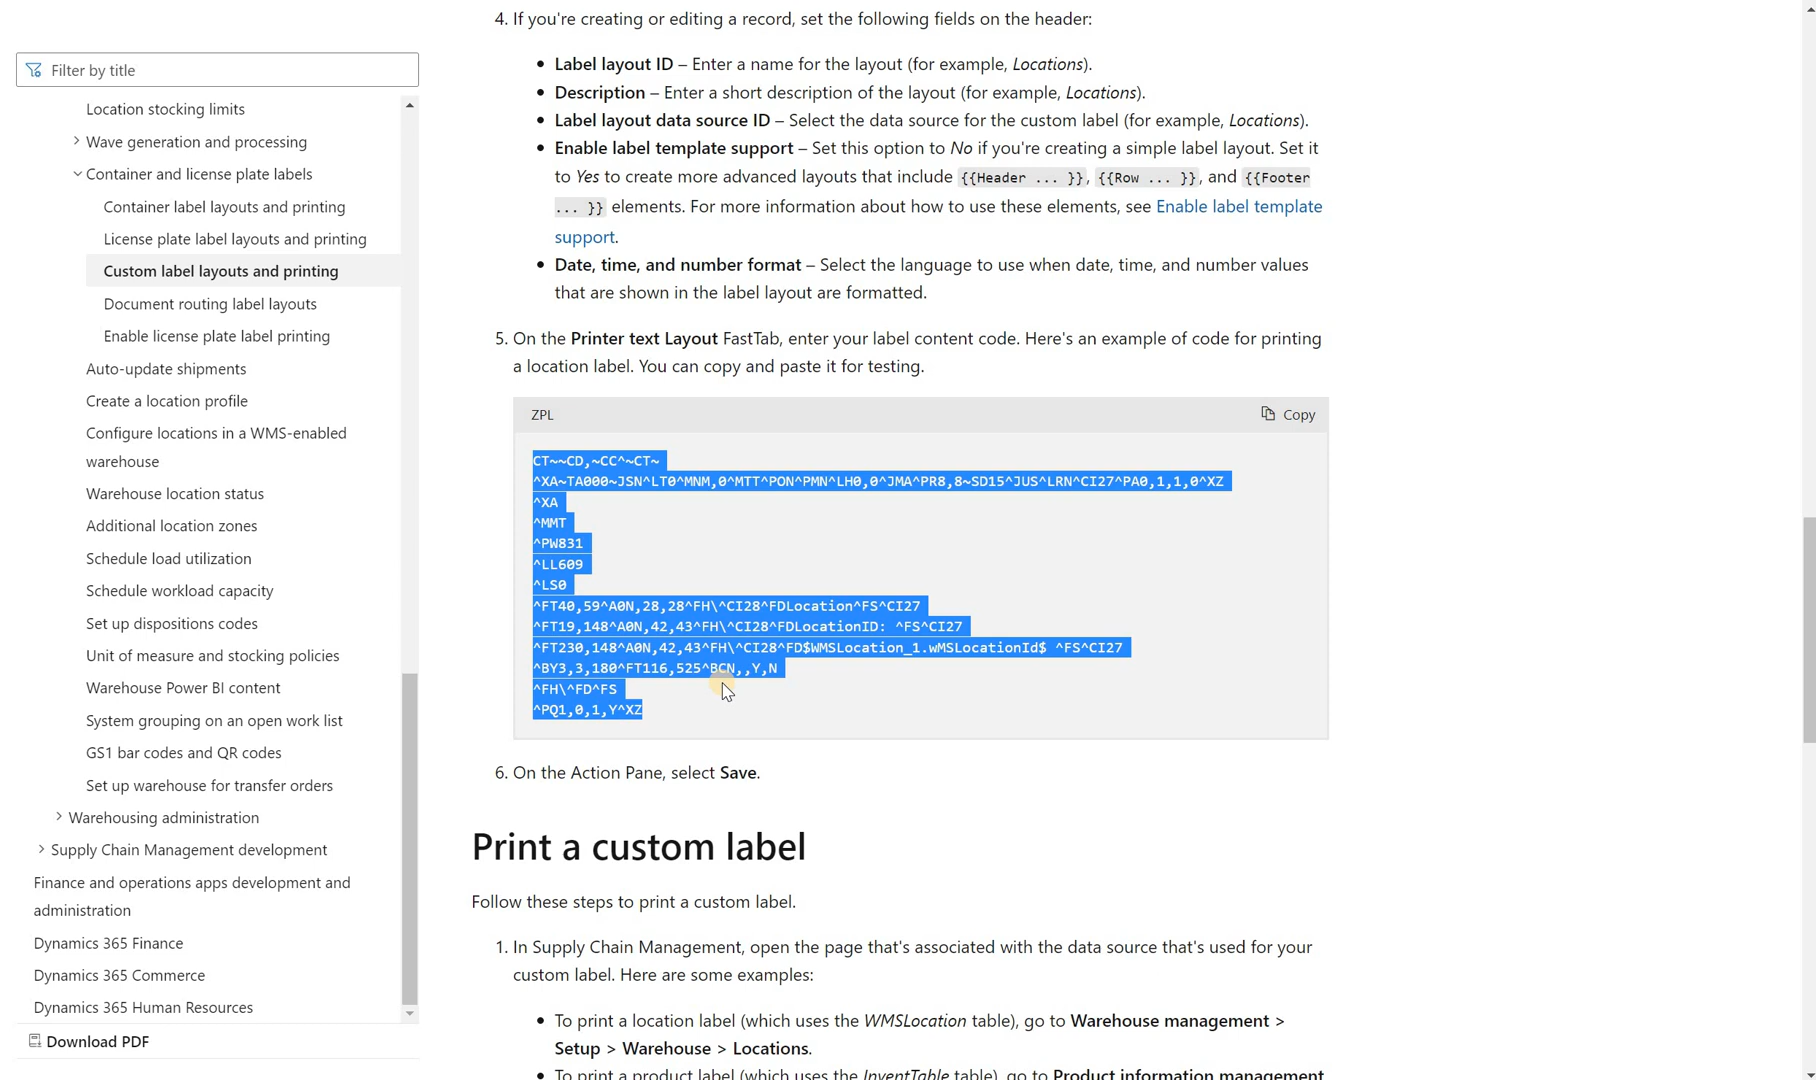 Filter by title
Location stocking limits
Wave generation and processing
Container and license plate labels
Container label layouts and printing
License plate label layouts and printing
Custom label layouts and printing
Document routing label layouts
Enable license plate label printing
Auto-update shipments
Create a location profile
Configure locations in a WMS-enabled
warehouse
Warehouse location status
Additional location zones
Schedule load utilization
Schedule workload capacity
Set up dispositions codes
Unit of measure and stocking policies
Warehouse Power BI content
System grouping on an open work list
GS1 bar codes and QR codes
Set up warehouse for transfer orders
Warehousing administration
Supply Chain Management development
Finance and operations apps development and
administration
Dynamics 365 Finance
Dynamics 365 Commerce
Dynamics 365 Human Resources
Download PDF
4. If you're creating or editing a record, set the following fields on the header:
• Label layout ID – Enter a name for the layout (for example, Locations).
• Description – Enter a short description of the layout (for example, Locations).
• Label layout data source ID – Select the data source for the custom label (for example, Locations).
• Enable label template support – Set this option to No if you're creating a simple label layout. Set it
to Yes to create more advanced layouts that include {{Header ... }}, {{Row ... }}, and {{Footer
... }} elements. For more information about how to use these elements, see Enable label template
support.
• Date, time, and number format – Select the language to use when date, time, and number values
that are shown in the label layout are formatted.
5. On the Printer text Layout FastTab, enter your label content code. Here's an example of code for printing
a location label. You can copy and paste it for testing.
ZPL
Copy
CT~~CD,~CC^~CT~
^XA~TA000~JSN^LT0^MNM,0^MTT^PON^PMN^LH0,0^JMA^PR8,8~SD15^JUS^LRN^CI27^PA0,1,1,0^XZ
^XA
^MMT
^PW831
^LL609
^LS0
^FT40,59^A0N,28,28^FH\^CI28^FDLocation^FS^CI27
^FT19,148^A0N,42,43^FH\^CI28^FDLocationID: ^FS^CI27
^FT230,148^A0N,42,43^FH\^CI28^FD$WMSLocation_1.wMSLocationId$ ^FS^CI27
^BY3,3,180^FT116,525^BCN,,Y,N
^FH\^FD^FS
^PQ1,0,1,Y^XZ
6. On the Action Pane, select Save.
Print a custom label
Follow these steps to print a custom label.
1. In Supply Chain Management, open the page that's associated with the data source that's used for your
custom label. Here are some examples:
• To print a location label (which uses the WMSLocation table), go to Warehouse management >
Setup > Warehouse > Locations.
• To print a product label (which uses the InventTable table), go to Product information management